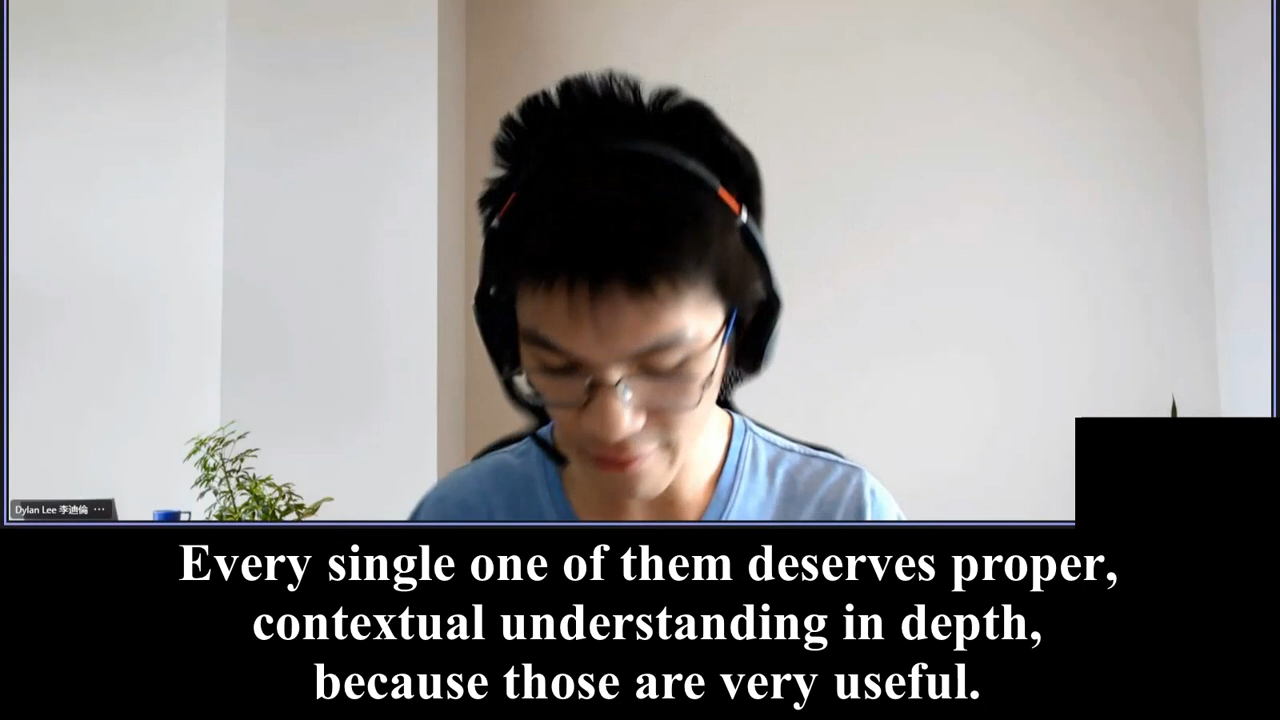 Dylan Lee 李迪倫 ···
Every single one of them deserves proper,
contextual understanding in depth,
because those are very useful.